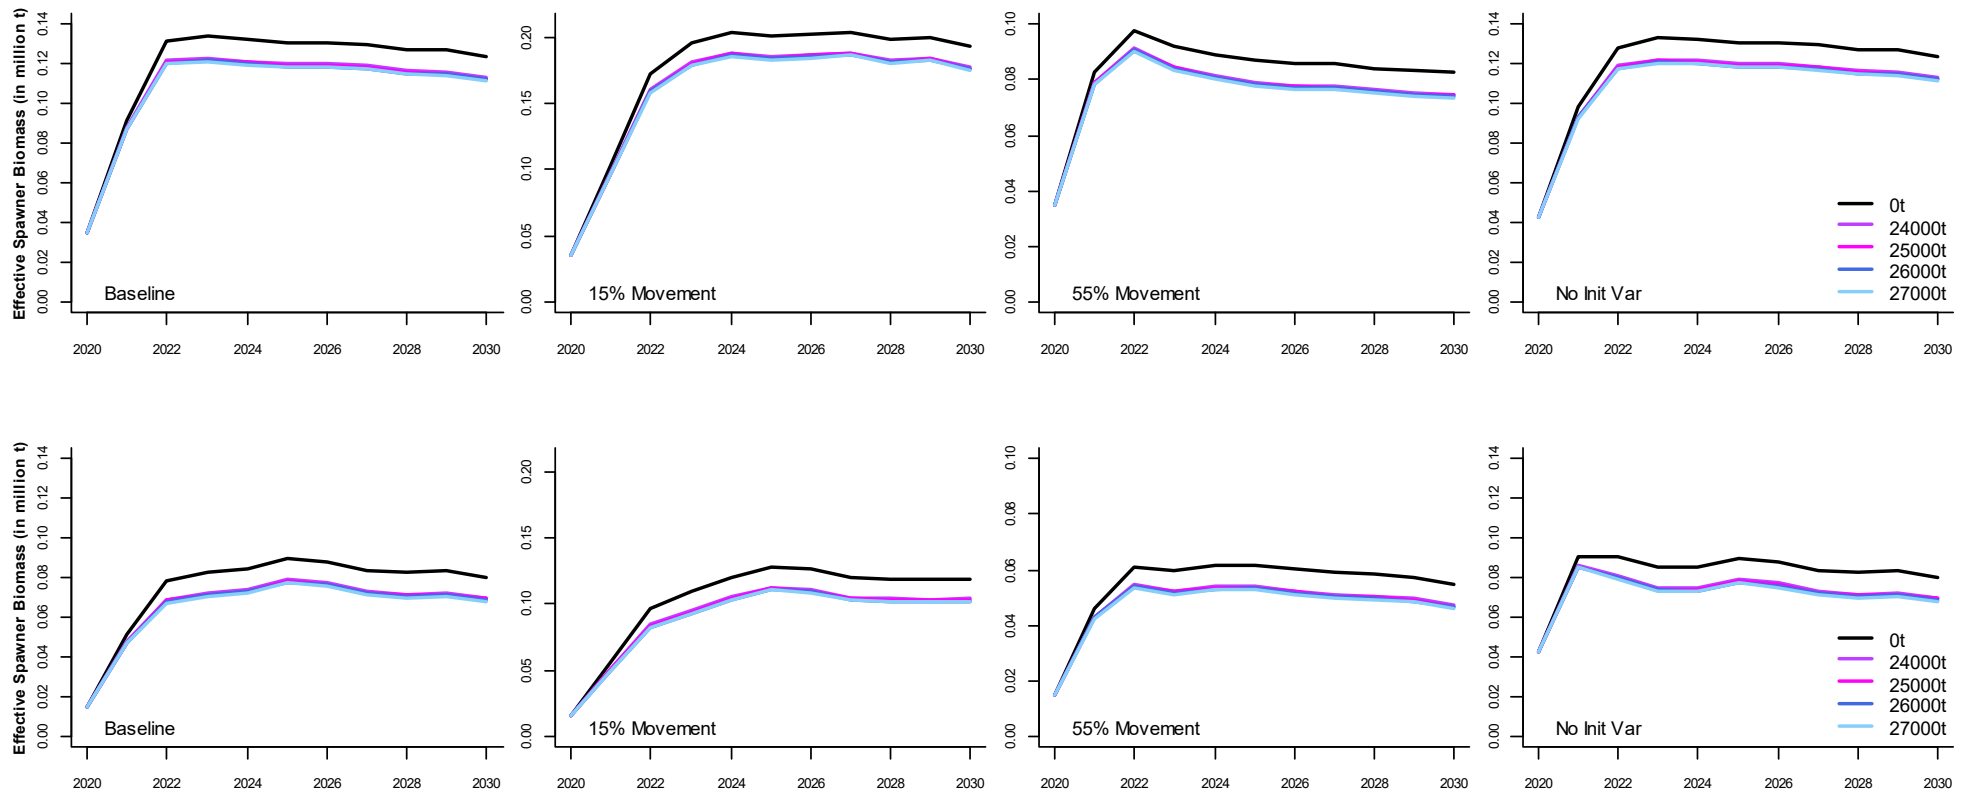 Effective Spawner Biomass (in million t)
0.00 0.02 0.04 0.06 0.08 0.10 0.12 0.14
Baseline
2020 2022 2024 2026 2028 2030
0.00 0.05 0.10 0.15 0.20
15% Movement
2020 2022 2024 2026 2028 2030
0.00 0.02 0.04 0.06 0.08 0.10
55% Movement
2020 2022 2024 2026 2028 2030
0.00 0.02 0.04 0.06 0.08 0.10 0.12 0.14
0t
24000t
25000t
26000t
27000t
No Init Var
2020 2022 2024 2026 2028 2030
Effective Spawner Biomass (in million t)
0.00 0.02 0.04 0.06 0.08 0.10 0.12 0.14
Baseline
2020 2022 2024 2026 2028 2030
0.00 0.05 0.10 0.15 0.20
15% Movement
2020 2022 2024 2026 2028 2030
0.00 0.02 0.04 0.06 0.08 0.10
55% Movement
2020 2022 2024 2026 2028 2030
0.00 0.02 0.04 0.06 0.08 0.10 0.12 0.14
0t
24000t
25000t
26000t
27000t
No Init Var
2020 2022 2024 2026 2028 2030